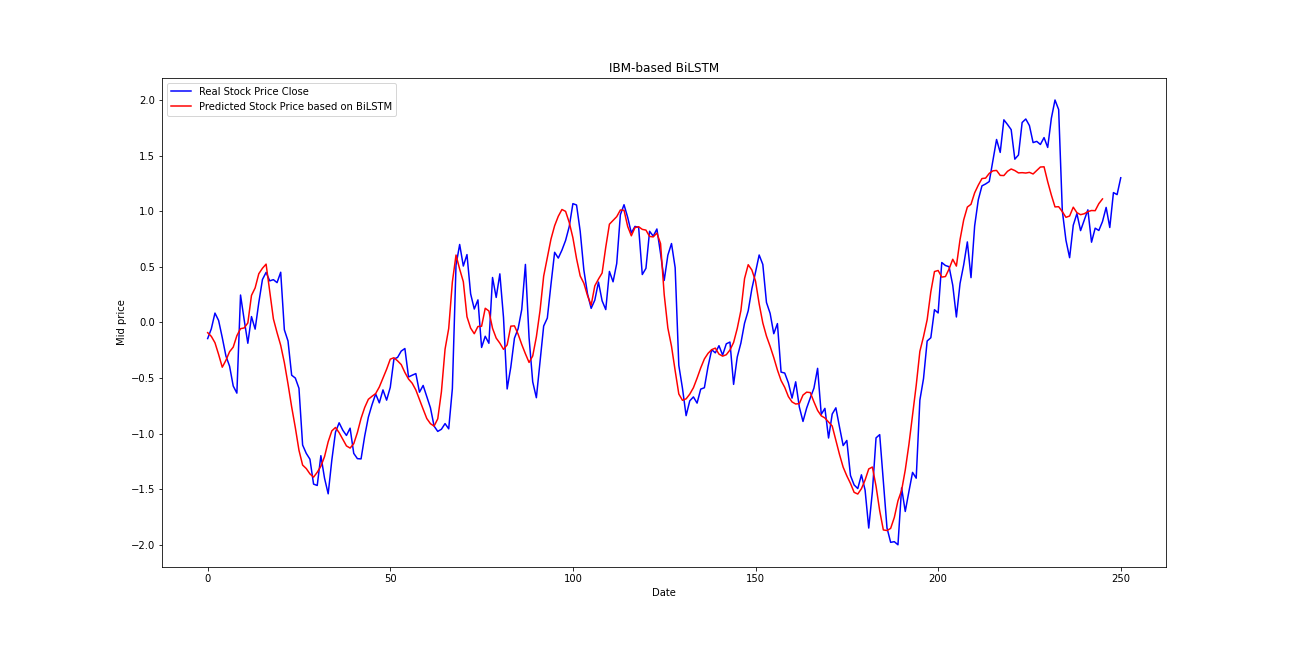 IBM-based BiLSTM
Real Stock Price Close
Predicted Stock Price based on BiLSTM
2.0
1.5
1.0
0.5
0.0
−0.5
−1.0
−1.5
−2.0
Mid price
0 50 100 150 200 250
Date